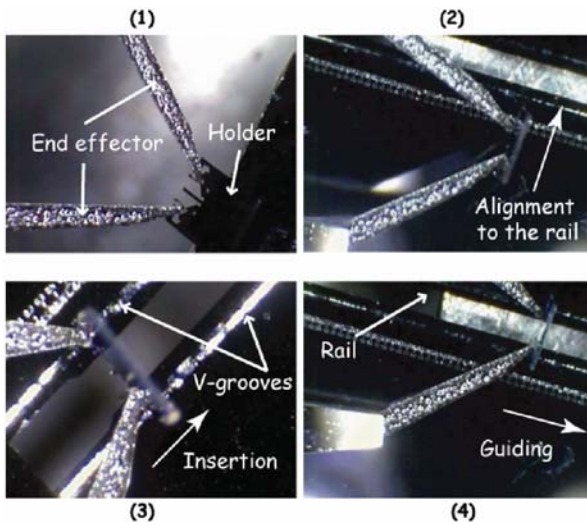 (1)
(2)
End effector
Holder
Alignment
to the rail
V-grooves
Insertion
Rail
Guiding
(3)
(4)